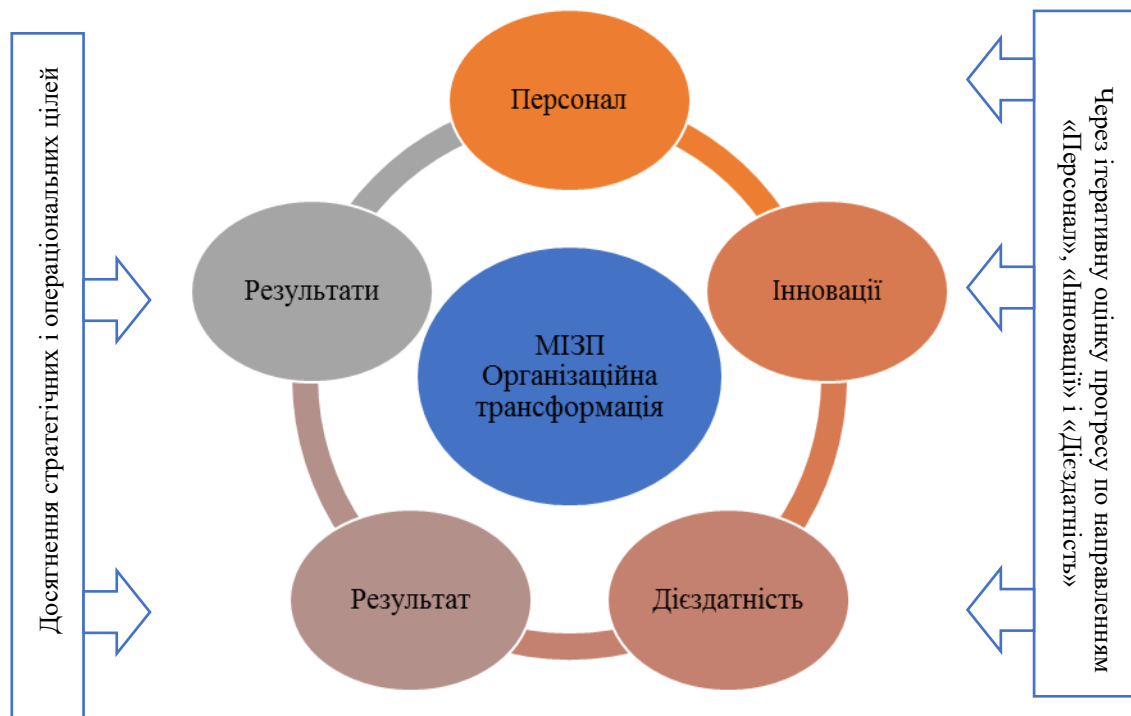 Досягнення стратегічних і операціональних цілей
Персонал
Результати
Інновації
МІЗП
Організаційна
трансформація
Результат
Дієздатність
Через ітеративну оцінку прогресу по направленням
«Персонал», «Інновації» і «Дієздатність»